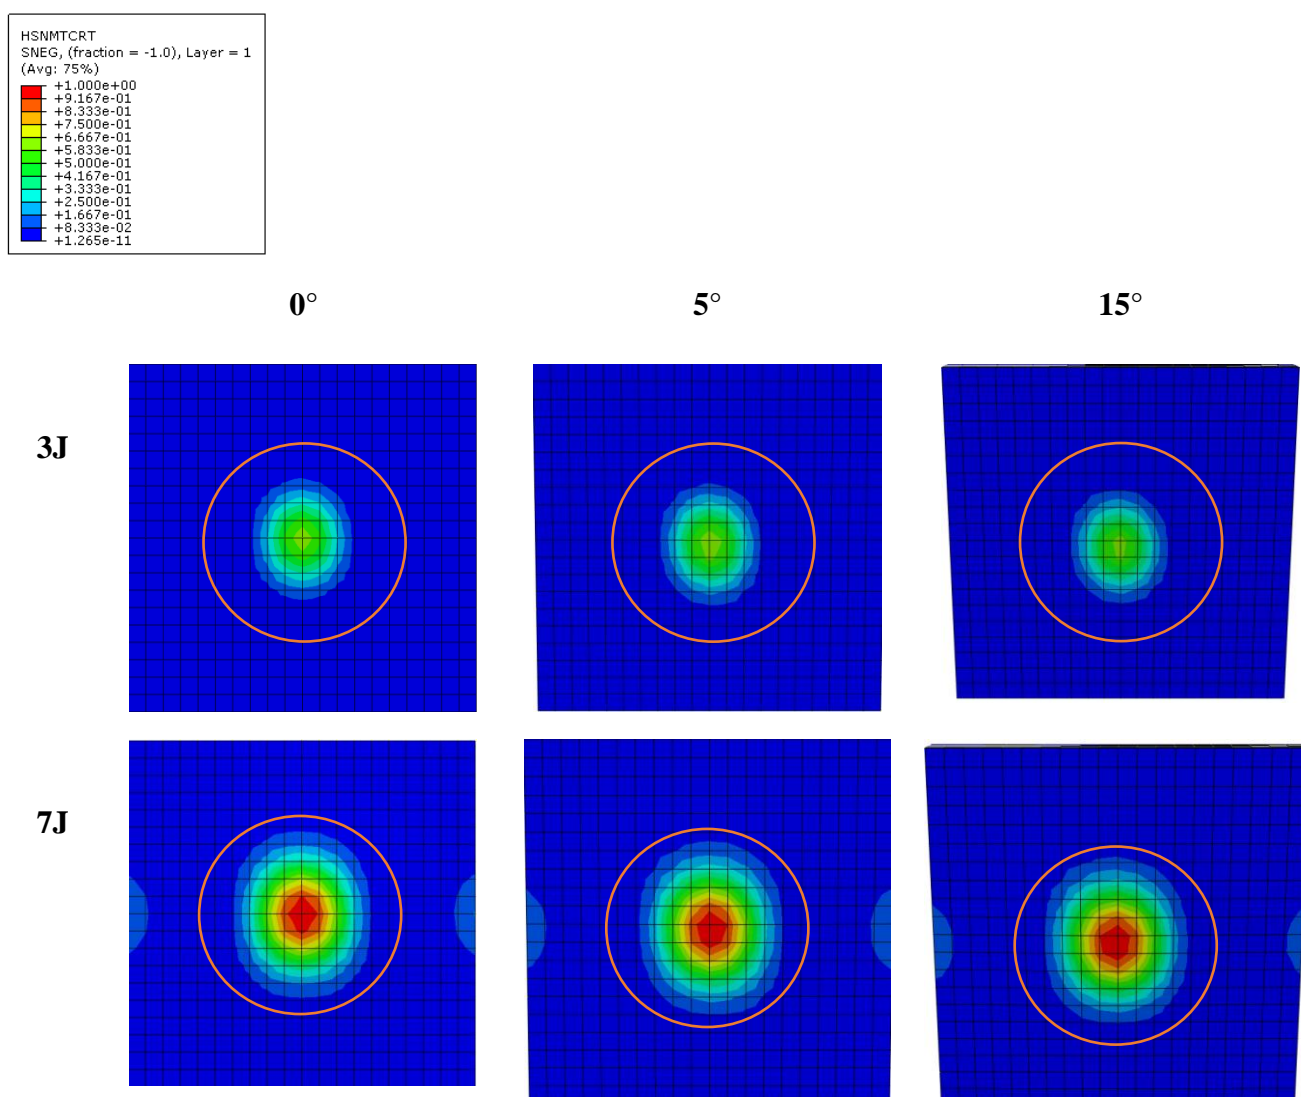 HSNMTCRT
SNEG, (fraction = -1.0), Layer = 1
(Avg: 75%)
+1.000e+00
+9.167e-01
+8.333e-01
+7.500e-01
+6.667e-01
+5.833e-01
+5.000e-01
+4.167e-01
+3.333e-01
+2.500e-01
+1.667e-01
+8.333e-02
+1.265e-11
0° 5° 15°
3J
7J